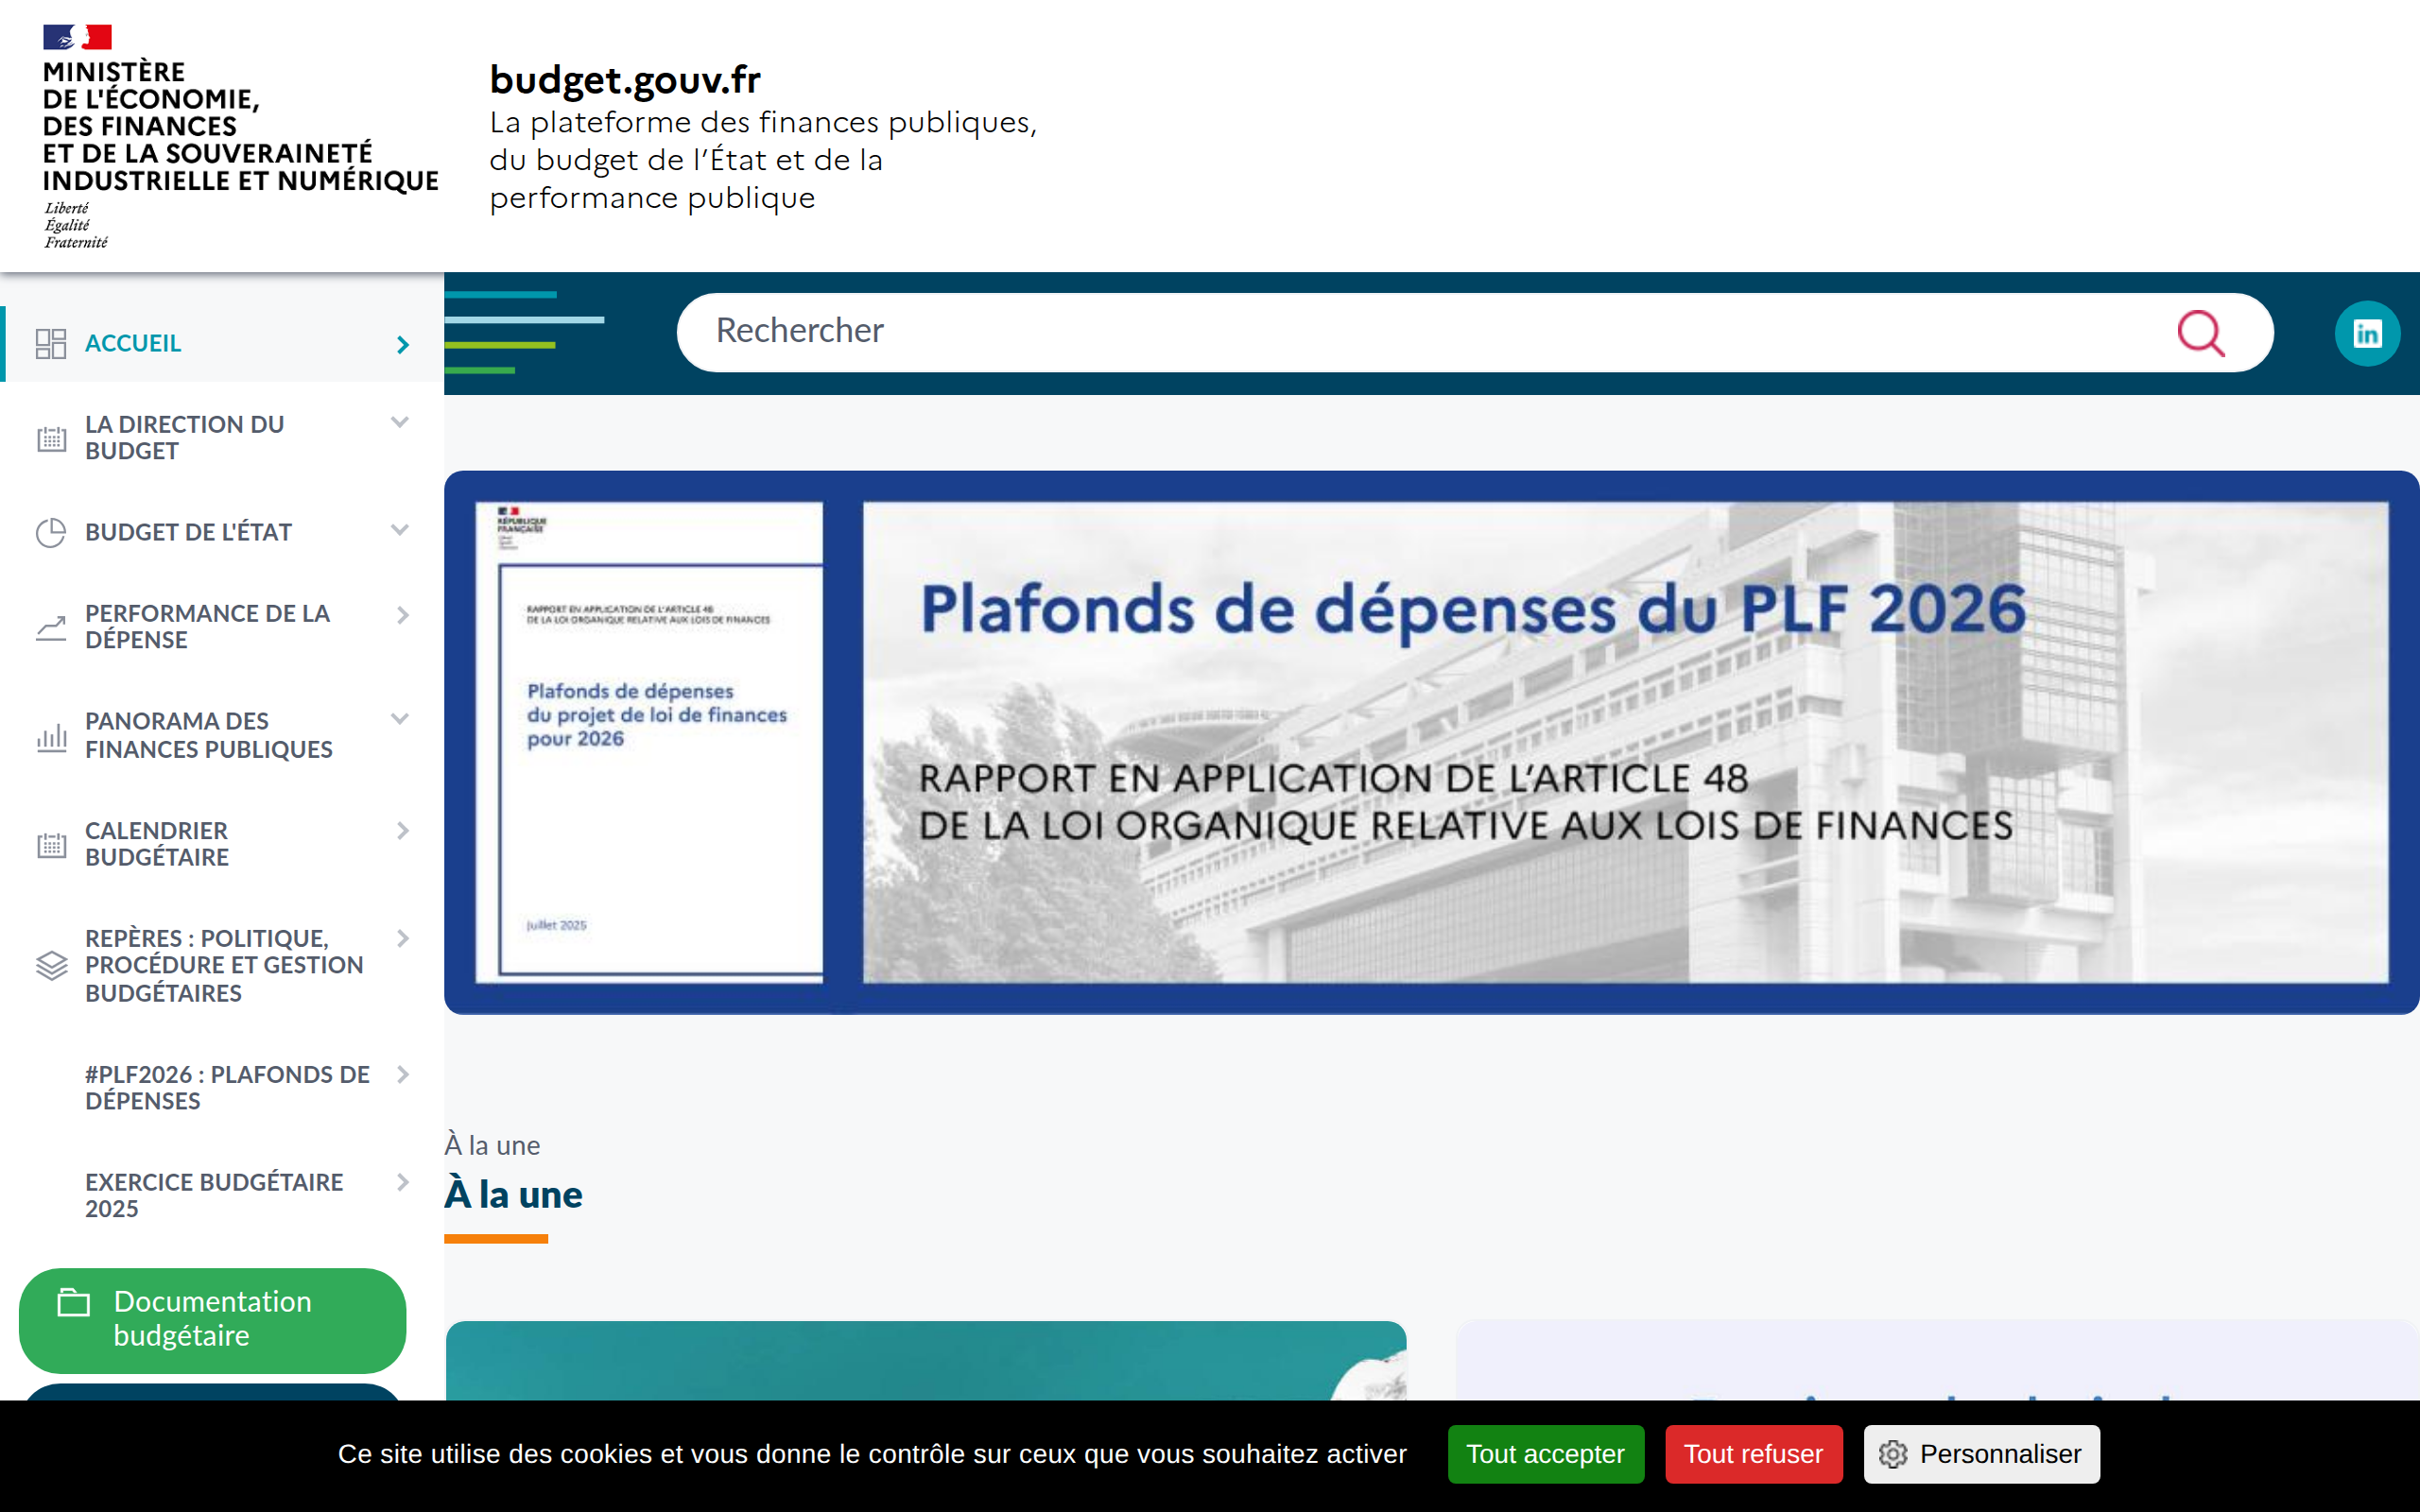 MINISTÈRE
DE L'ÉCONOMIE,
DES FINANCES
ET DE LA SOUVERAINETÉ
INDUSTRIELLE ET NUMÉRIQUE
Liberté
Égalité
Fraternité
budget.gouv.fr
La plateforme des finances publiques,
du budget de l’État et de la
performance publique
Rechercher
in
ACCUEIL
LA DIRECTION DU
BUDGET
BUDGET DE L'ÉTAT
PERFORMANCE DE LA
DÉPENSE
PANORAMA DES
FINANCES PUBLIQUES
CALENDRIER
BUDGÉTAIRE
REPÈRES : POLITIQUE,
PROCÉDURE ET GESTION
BUDGÉTAIRES
#PLF2026 : PLAFONDS DE
DÉPENSES
EXERCICE BUDGÉTAIRE
2025
Documentation
budgétaire
RÉPUBLIQUE
FRANÇAISE
RAPPORT EN APPLICATION DE L'ARTICLE 48
DE LA LOI ORGANIQUE RELATIVE AUX LOIS DE FINANCES
Plafonds de dépenses
du projet de loi de finances
pour 2026
Juillet 2025
Plafonds de dépenses du PLF 2026
RAPPORT EN APPLICATION DE L’ARTICLE 48
DE LA LOI ORGANIQUE RELATIVE AUX LOIS DE FINANCES
À la une
À la une
Ce site utilise des cookies et vous donne le contrôle sur ceux que vous souhaitez activer
Tout accepter
Tout refuser
Personnaliser